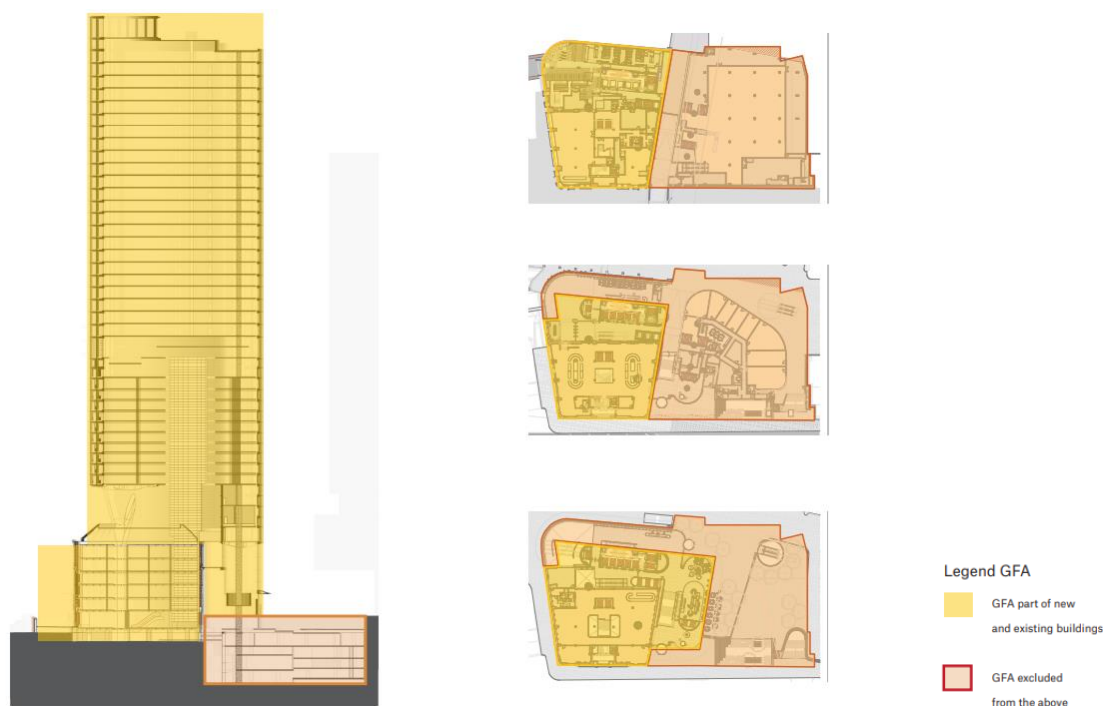 Legend GFA
GFA part of new
and existing buildings
GFA excluded
from the above